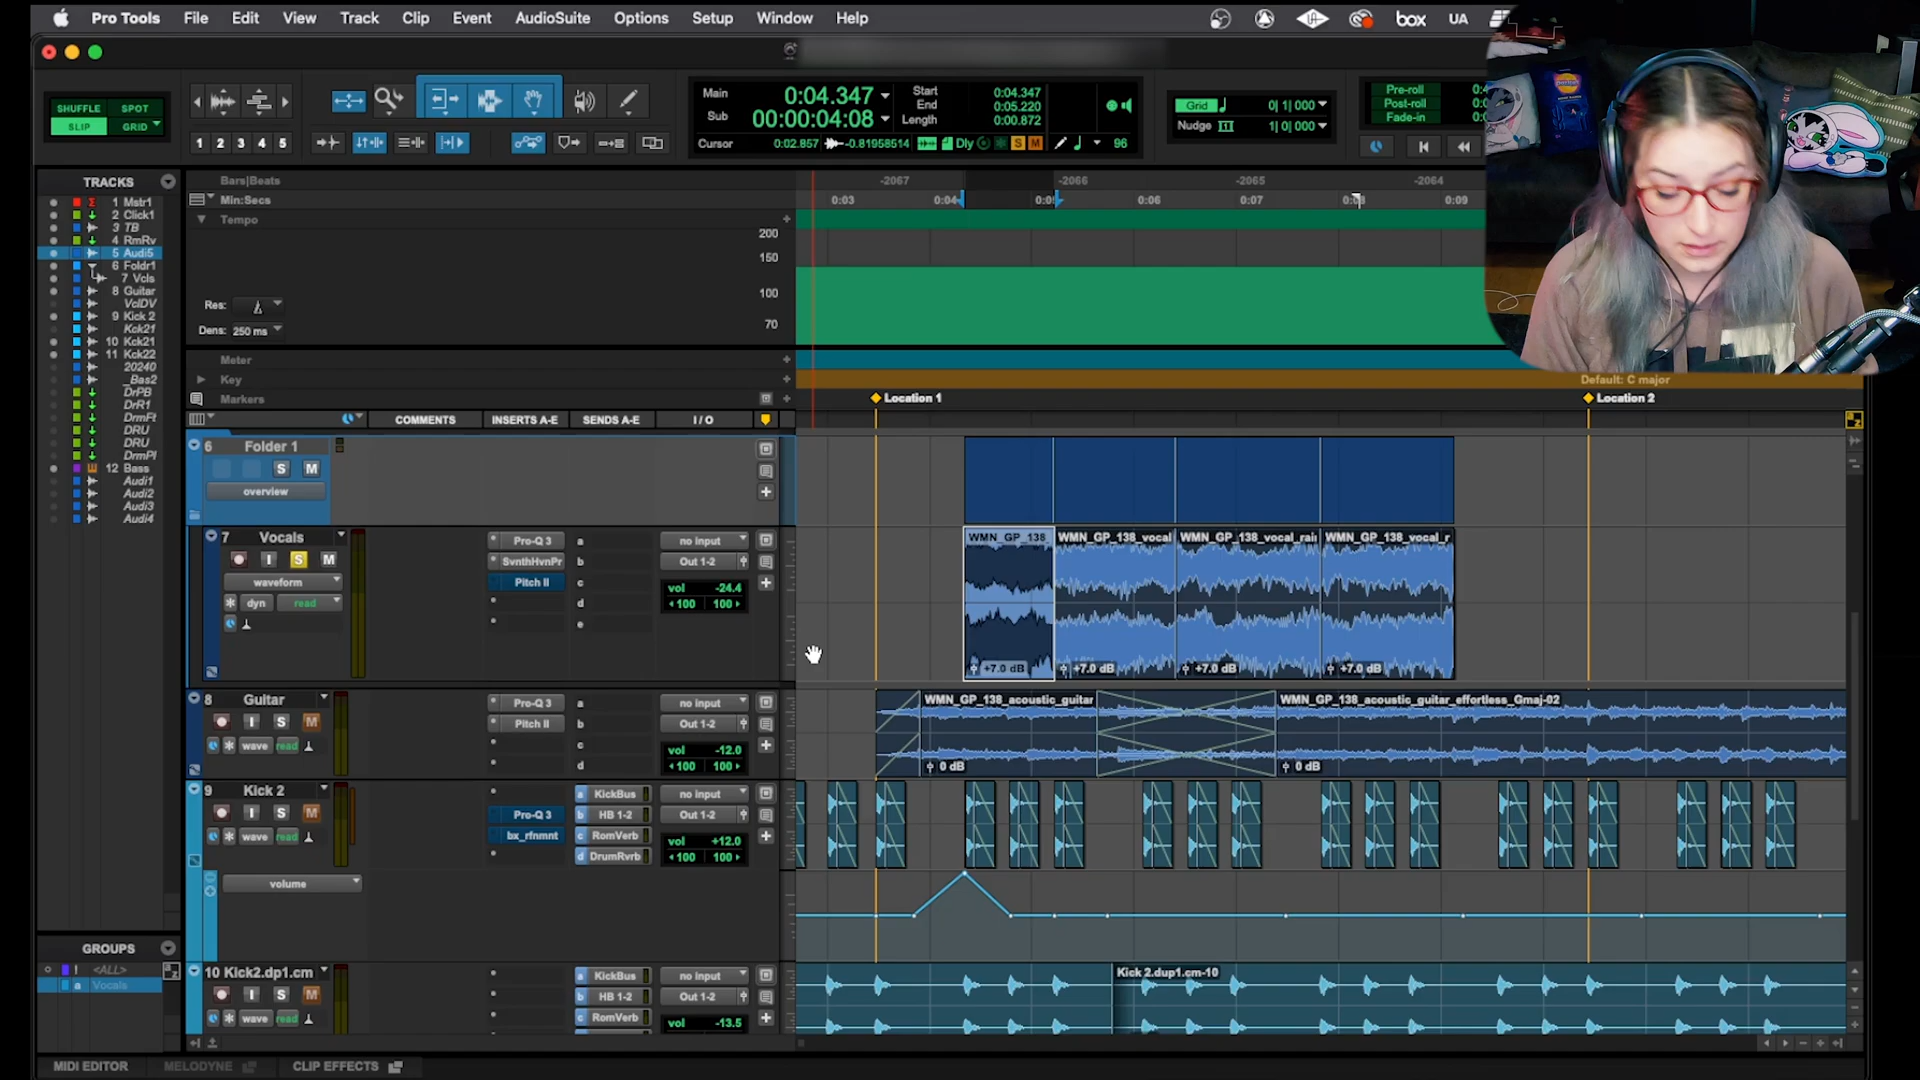 Pro Tools File Edit View Track Clip Event AudioSuite Options Setup Window Help box UA
SHUFFLE SPOT
SLIP GRID
1 2 3 4 5
Main 0:04.347
Sub 00:00:04:08
Start 0:04.347
End 0:05.220
Length 0:00.872
Cursor 0:02.857 -0.81958514 Dly S M 96
Grid 0| 1| 000
Nudge 1| 0| 000
Pre-roll
Post-roll
Fade-in
TRACKS
1 Mstr1
2 Click1
3 TB
4 RmRv
5 Audi5
6 Foldr1
7 Vcls
8 Guitar
VclDV
9 Kick 2
Kck21
10 Kck21
11 Kck22
20240
_Bas2
DrPB
DrR1
DrmFt
DRU
DRU
DrmPl
12 Bass
Audi1
Audi2
Audi3
Audi4
GROUPS
! <ALL>
a Vocals
Bars|Beats -2067 -2066 -2065 -2064
Min:Secs 0:03 0:04 0:05 0:06 0:07 0:08 0:09
Tempo
200
150
100
70
Res:
Dens: 250 ms
Meter
Key Default: C major
Markers Location 1 Location 2
COMMENTS INSERTS A-E SENDS A-E I / O
6 Folder 1
S M
overview
7 Vocals
I S M
waveform
dyn read
Pro-Q 3 a no input
SynthHvnPr b Out 1-2
Pitch II c vol -24.4
d 100 100
e
WMN_GP_138 WMN_GP_138_vocal WMN_GP_138_vocal_rai WMN_GP_138_vocal_r
+7.0 dB +7.0 dB +7.0 dB +7.0 dB
8 Guitar
I S M
wave read
Pro-Q 3 a no input
Pitch II b Out 1-2
c vol -12.0
d 100 100
WMN_GP_138_acoustic_guitar WMN_GP_138_acoustic_guitar_effortless_Gmaj-02
0 dB 0 dB
9 Kick 2
I S M
wave read
volume
a KickBus no input
Pro-Q 3 b HB 1-2 Out 1-2
bx_rfnmnt c RomVerb vol +12.0
d DrumRvrb 100 100
10 Kick2.dp1.cm
I S M
wave read
a KickBus no input
b HB 1-2 Out 1-2
c RomVerb vol -13.5
Kick 2.dup1.cm-10
MIDI EDITOR MELODYNE CLIP EFFECTS